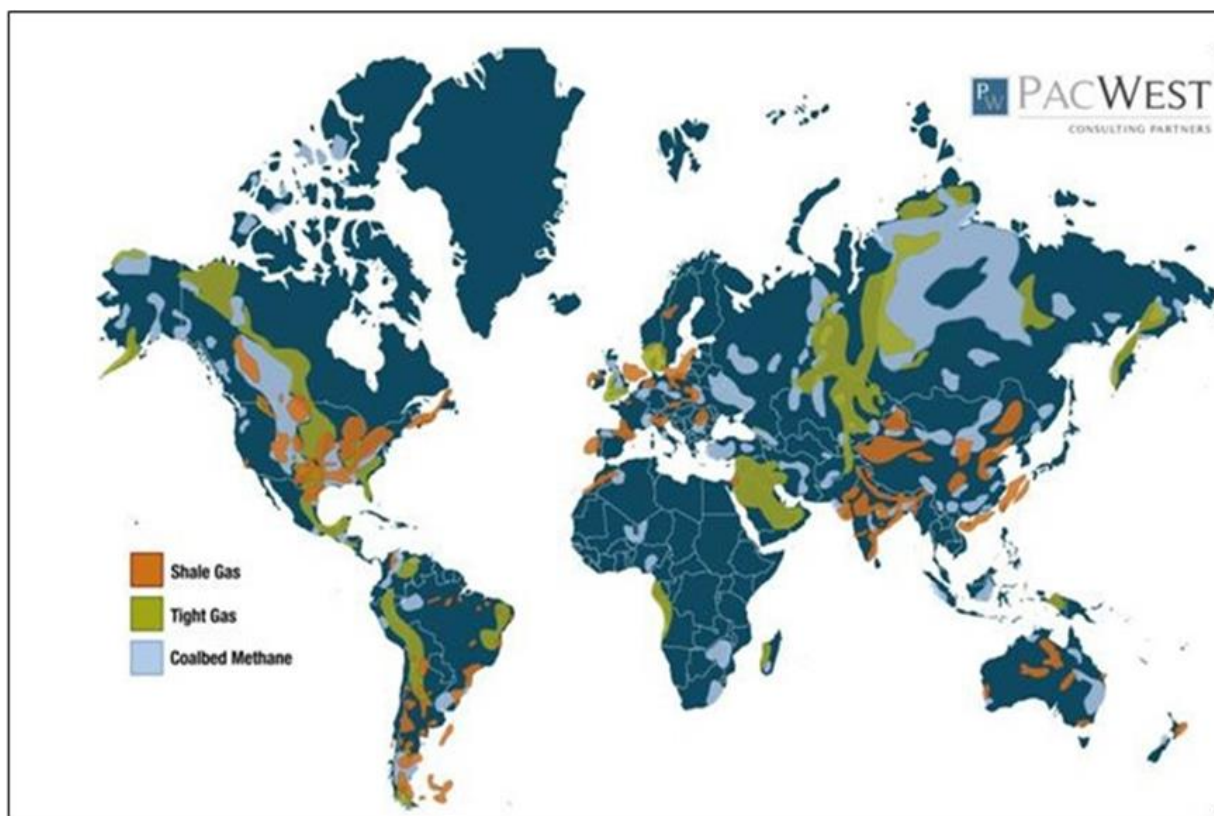 PW PACWEST
CONSULTING PARTNERS
Shale Gas
Tight Gas
Coalbed Methane